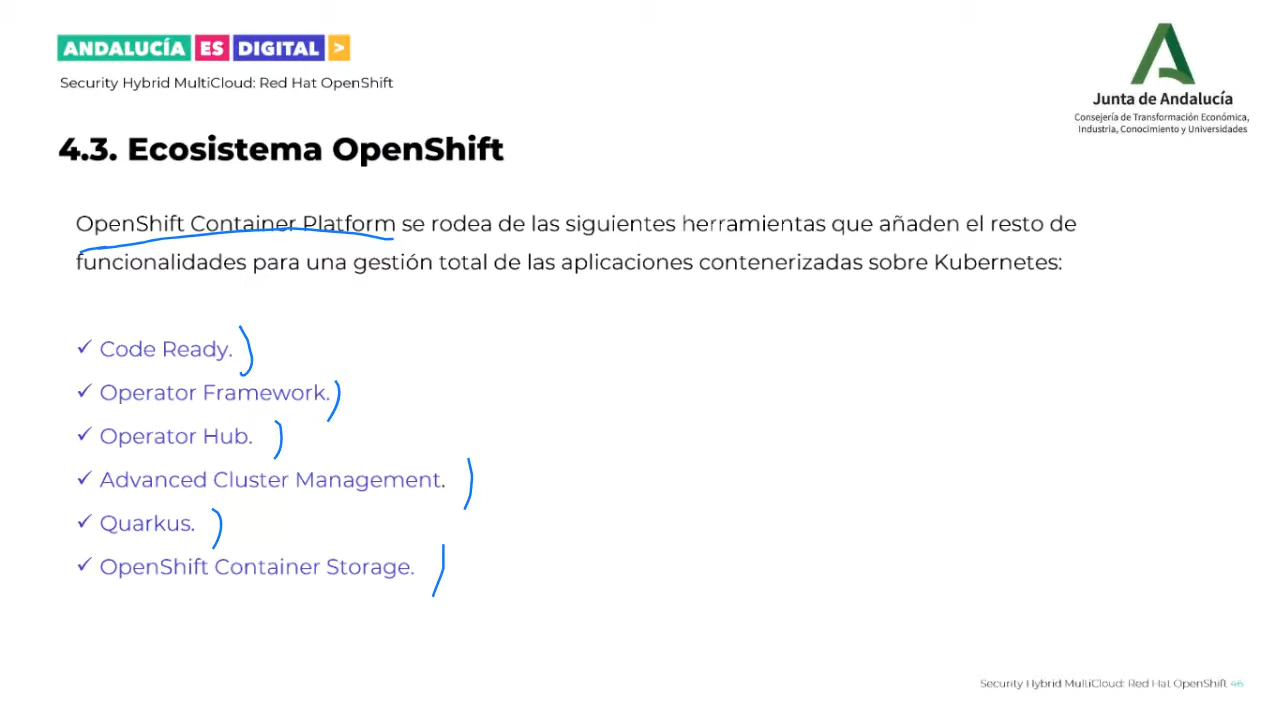 ANDALUCÍA ES DIGITAL >
Security Hybrid MultiCloud: Red Hat OpenShift
Junta de Andalucía
Consejería de Transformación Económica,
Industria, Conocimiento y Universidades
4.3. Ecosistema OpenShift
OpenShift Container Platform se rodea de las siguientes herramientas que añaden el resto de
funcionalidades para una gestión total de las aplicaciones contenerizadas sobre Kubernetes:
✓ Code Ready.
✓ Operator Framework.
✓ Operator Hub.
✓ Advanced Cluster Management.
✓ Quarkus.
✓ OpenShift Container Storage.
Security Hybrid MultiCloud: Red Hat OpenShift 46